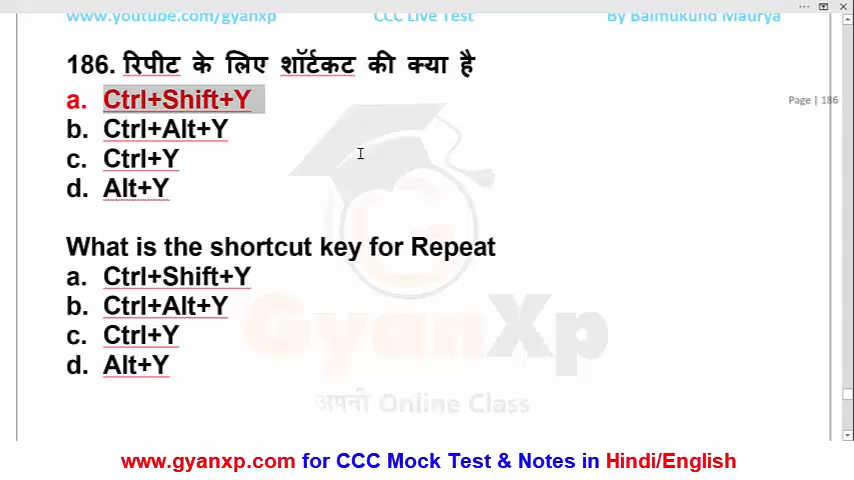 www.youtube.com/gyanxp CCC Live Test By Balmukund Maurya
186. रिपीट के लिए शॉर्टकट की क्या है
a. Ctrl+Shift+Y
Page | 186
b. Ctrl+Alt+Y
c. Ctrl+Y
d. Alt+Y
What is the shortcut key for Repeat
a. Ctrl+Shift+Y
b. Ctrl+Alt+Y
c. Ctrl+Y
d. Alt+Y
GyanXp
अपनी Online Class
www.gyanxp.com for CCC Mock Test & Notes in Hindi/English